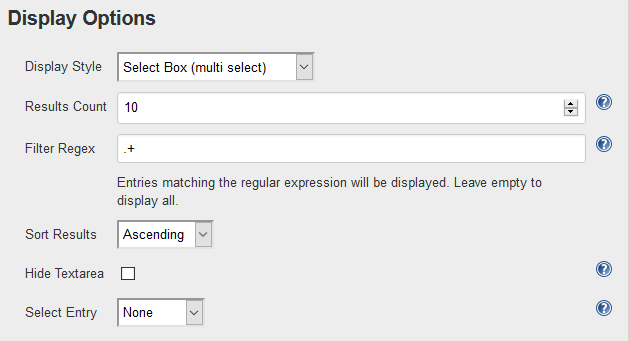 Display Options
Display Style Select Box (multi select)
Results Count 10
Filter Regex .+
Entries matching the regular expression will be displayed. Leave empty to
display all.
Sort Results Ascending
Hide Textarea
Select Entry None